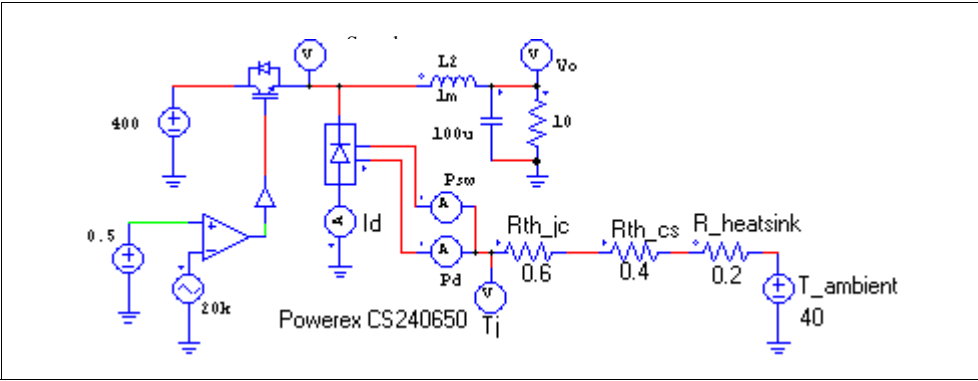 V
V
Vo
L2
1m
400
100u
10
Psw
A
0.5
A
Id
A
Pd
Rth_jc
0.6
Rth_cs
0.4
R_heatsink
0.2
20k
V
Powerex CS240650
Tj
T_ambient
40